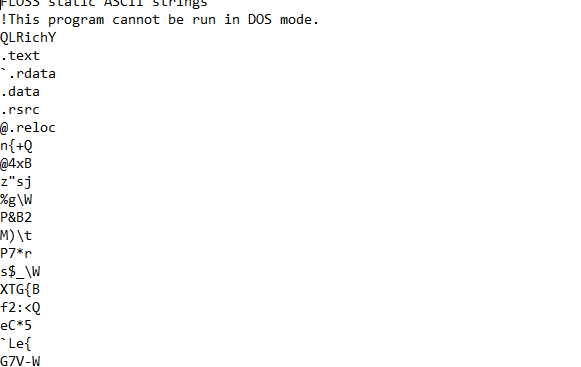 FLOSS static ASCII strings
!This program cannot be run in DOS mode.
QLRichY
.text
`.rdata
.data
.rsrc
@.reloc
n{+Q
@4xB
z"sj
%g\W
P&B2
M)\t
P7*r
s$_\W
XTG{B
f2:<Q
eC*5
`Le{
G7V-W